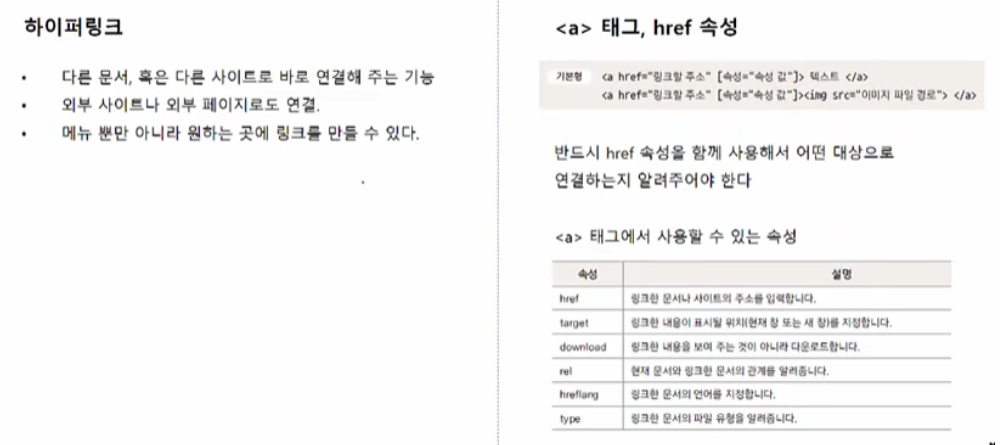 하이퍼링크
• 다른 문서, 혹은 다른 사이트로 바로 연결해 주는 기능
• 외부 사이트나 외부 페이지로도 연결.
• 메뉴 뿐만 아니라 원하는 곳에 링크를 만들 수 있다.
<a> 태그, href 속성
기본형 <a href="링크할 주소" [속성="속성 값"]> 텍스트 </a>
<a href="링크할 주소" [속성="속성 값"]><img src="이미지 파일 경로"> </a>
반드시 href 속성을 함께 사용해서 어떤 대상으로
연결하는지 알려주어야 한다
<a> 태그에서 사용할 수 있는 속성
속성 설명
href 링크한 문서나 사이트의 주소를 입력합니다.
target 링크한 내용이 표시될 위치(현재 창 또는 새 창)를 지정합니다.
download 링크한 내용을 보여 주는 것이 아니라 다운로드합니다.
rel 현재 문서와 링크한 문서의 관계를 알려줍니다.
hreflang 링크한 문서의 언어를 지정합니다.
type 링크한 문서의 파일 유형을 알려줍니다.